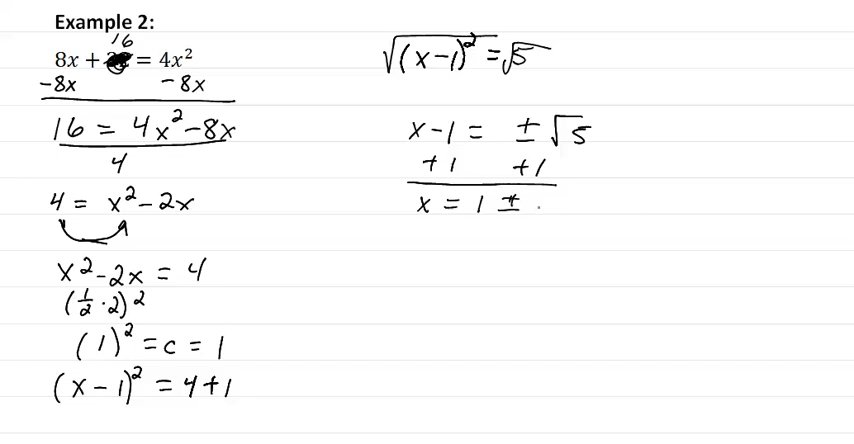 Example 2:
16
8x + = 4x²
-8x -8x
16 = 4x² - 8x
4
4 = x² - 2x
x² - 2x = 4
(1/2 · 2)²
(1)² = c = 1
(x - 1)² = 4 + 1
√(x - 1)² = √5
x - 1 = ± √5
+1 +1
x = 1 ±